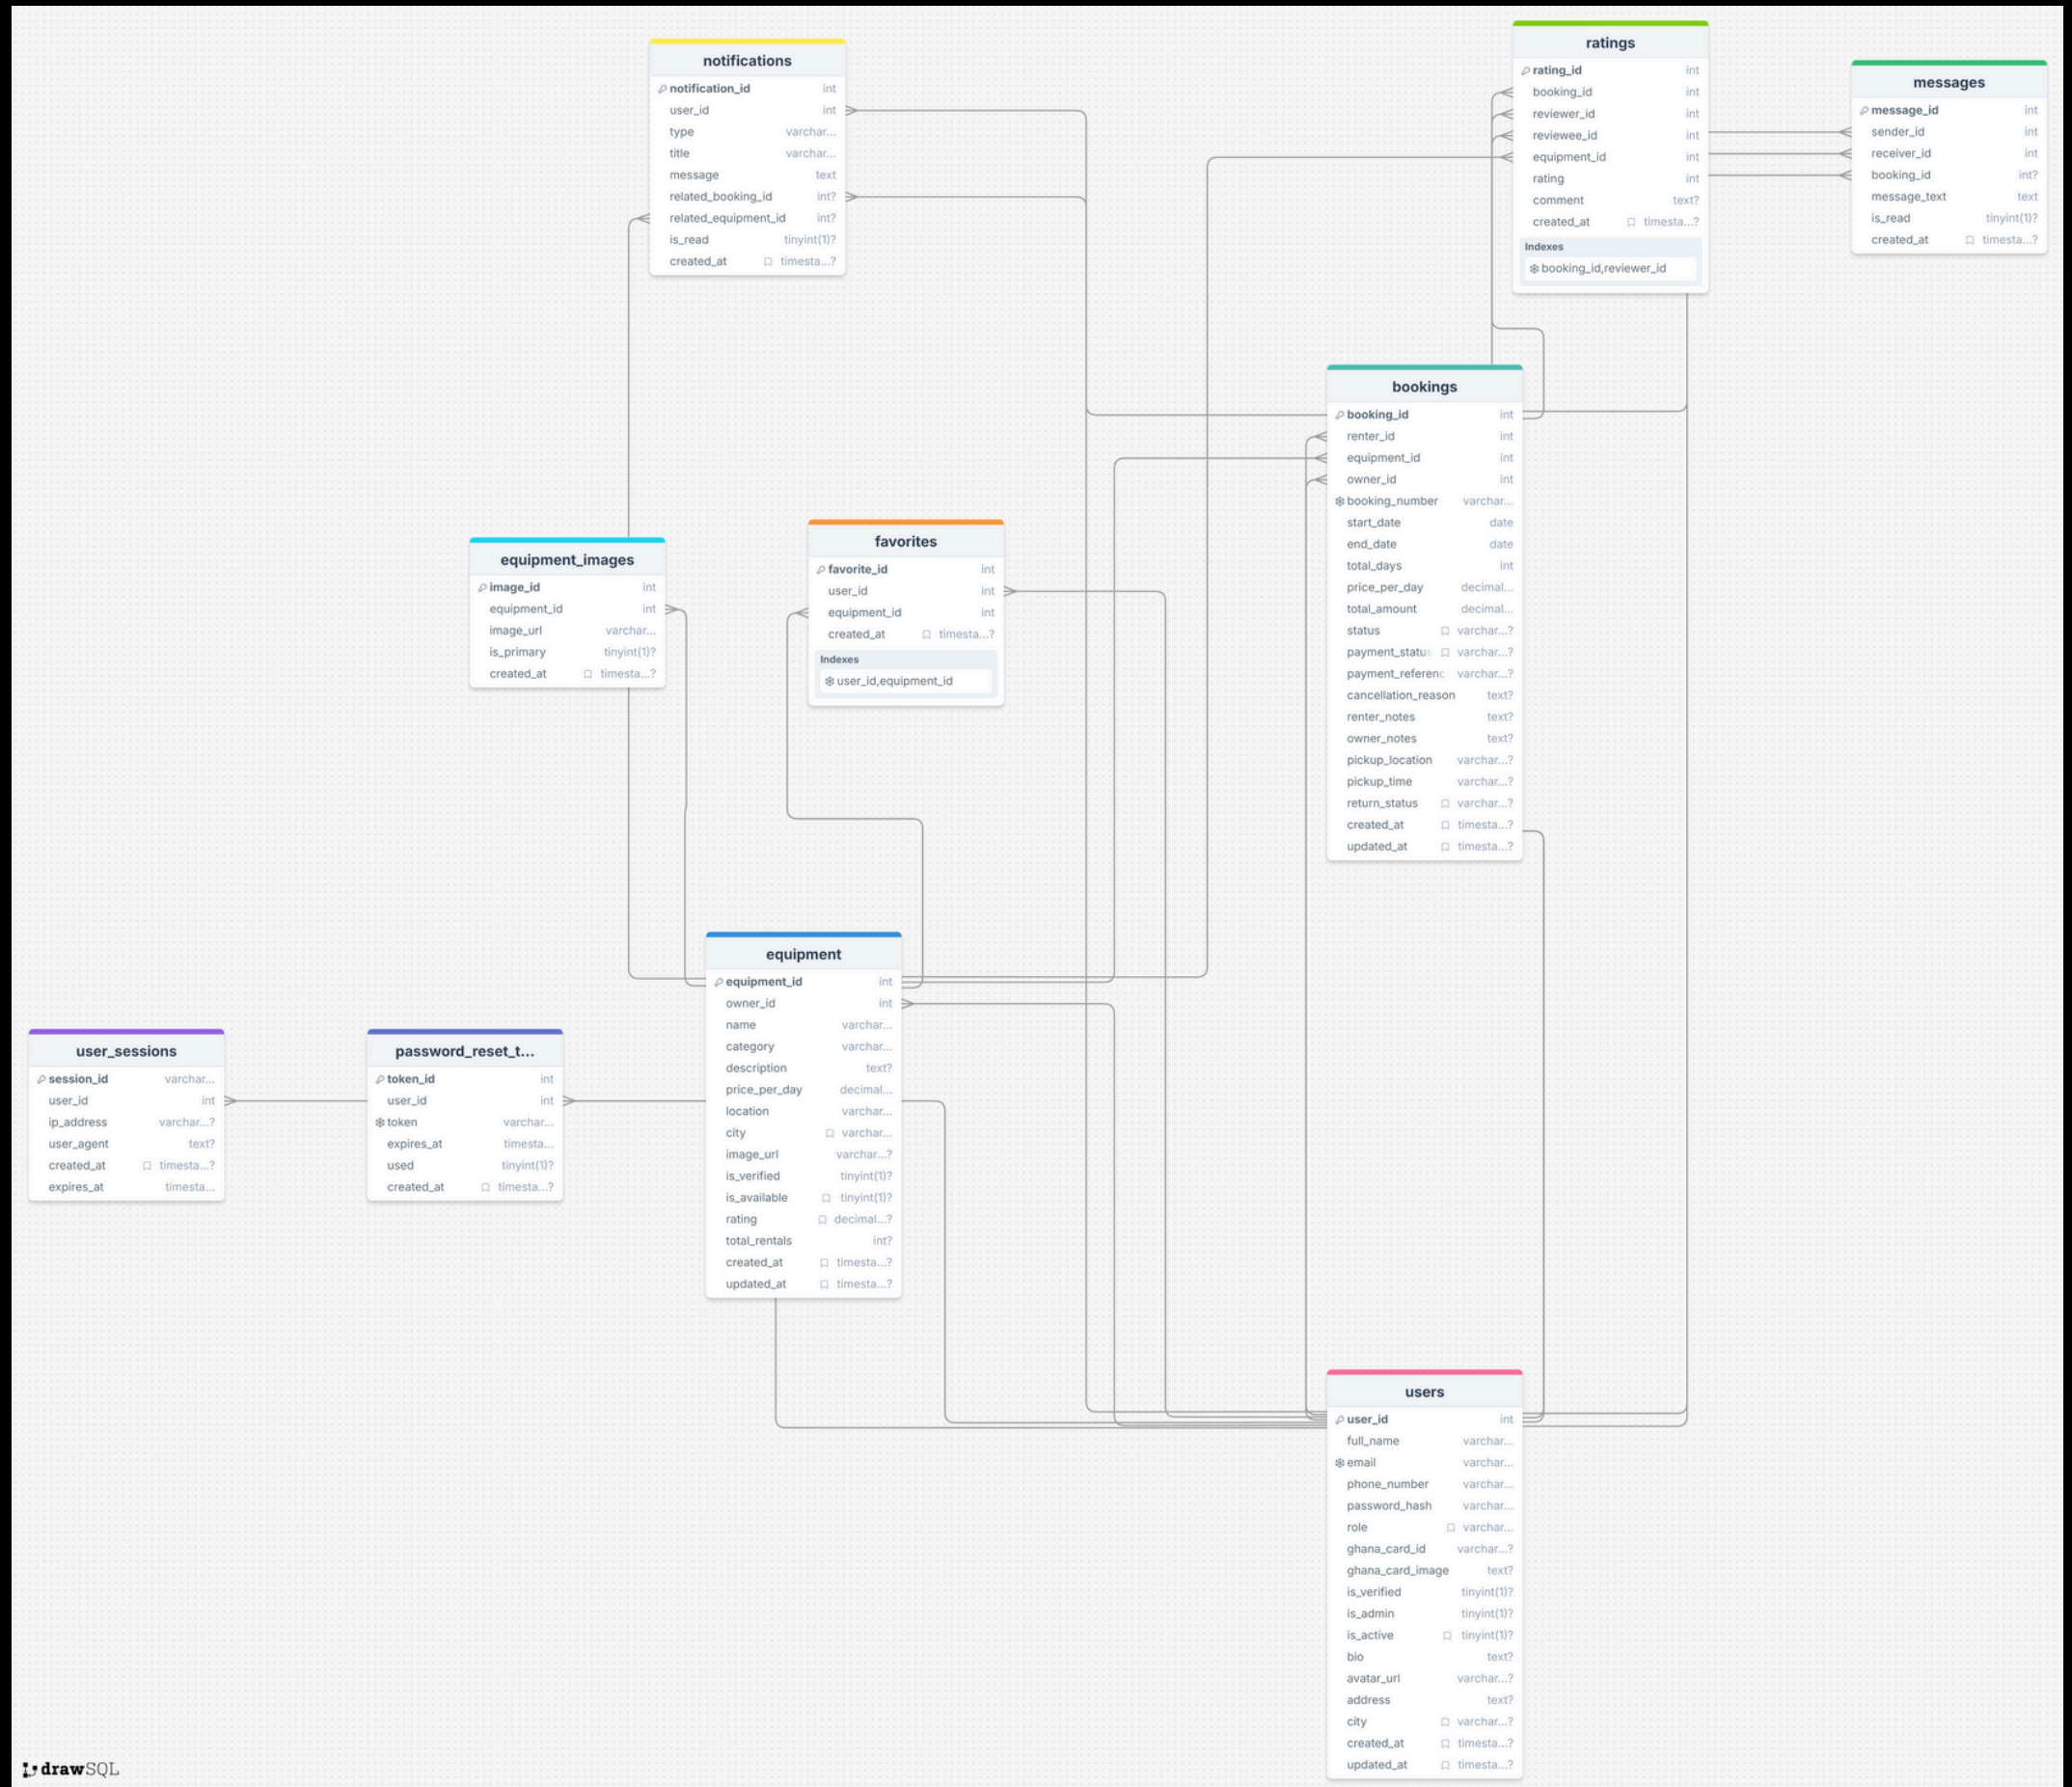 notifications
notification_id int
user_id int
type varchar...
title varchar...
message text
related_booking_id int?
related_equipment_id int?
is_read tinyint(1)?
created_at timesta...?
ratings
rating_id int
booking_id int
reviewer_id int
reviewee_id int
equipment_id int
rating int
comment text?
created_at timesta...?
Indexes
booking_id,reviewer_id
messages
message_id int
sender_id int
receiver_id int
booking_id int?
message_text text
is_read tinyint(1)?
created_at timesta...?
bookings
booking_id int
renter_id int
equipment_id int
owner_id int
booking_number varchar...
start_date date
end_date date
total_days int
price_per_day decimal...
total_amount decimal...
status varchar...?
payment_status varchar...?
payment_referenc varchar...?
cancellation_reason text?
renter_notes text?
owner_notes text?
pickup_location varchar...?
pickup_time varchar...?
return_status varchar...?
created_at timesta...?
updated_at timesta...?
equipment_images
image_id int
equipment_id int
image_url varchar...
is_primary tinyint(1)?
created_at timesta...?
favorites
favorite_id int
user_id int
equipment_id int
created_at timesta...?
Indexes
user_id,equipment_id
equipment
equipment_id int
owner_id int
name varchar...
category varchar...
description text?
price_per_day decimal...
location varchar...
city varchar...
image_url varchar...?
is_verified tinyint(1)?
is_available tinyint(1)?
rating decimal...?
total_rentals int?
created_at timesta...?
updated_at timesta...?
user_sessions
session_id varchar...
user_id int
ip_address varchar...?
user_agent text?
created_at timesta...?
expires_at timesta...
password_reset_t...
token_id int
user_id int
token varchar...
expires_at timesta...
used tinyint(1)?
created_at timesta...?
users
user_id int
full_name varchar...
email varchar...
phone_number varchar...
password_hash varchar...
role varchar...
ghana_card_id varchar...?
ghana_card_image text?
is_verified tinyint(1)?
is_admin tinyint(1)?
is_active tinyint(1)?
bio text?
avatar_url varchar...?
address text?
city varchar...?
created_at timesta...?
updated_at timesta...?
drawSQL